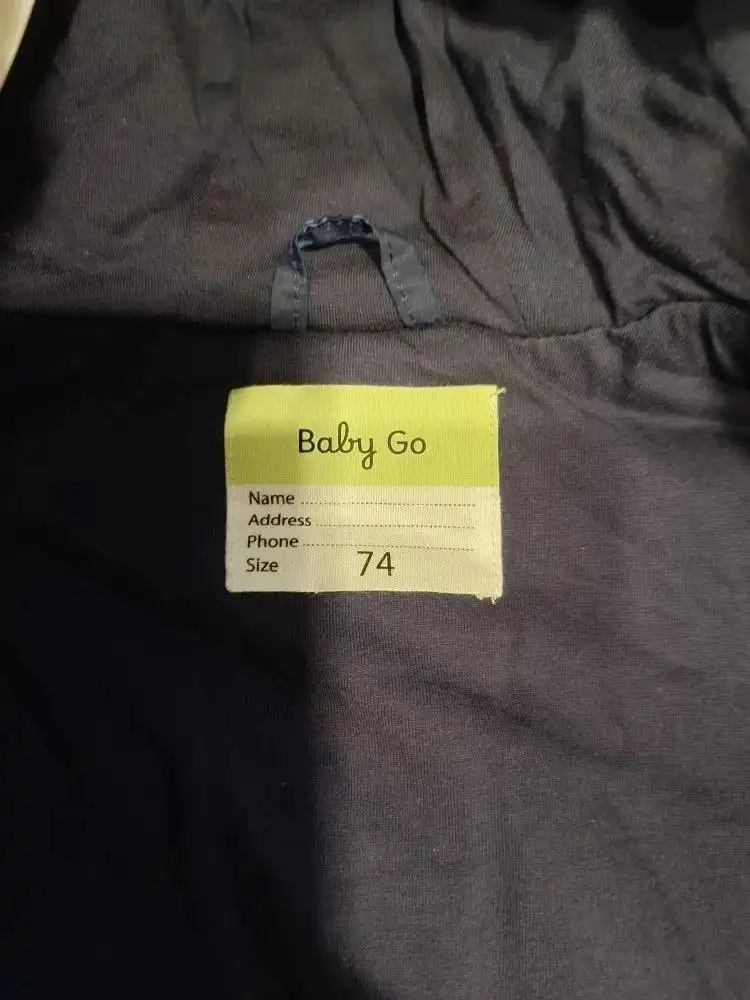 Baby Go
Name
Address
Phone
Size 74